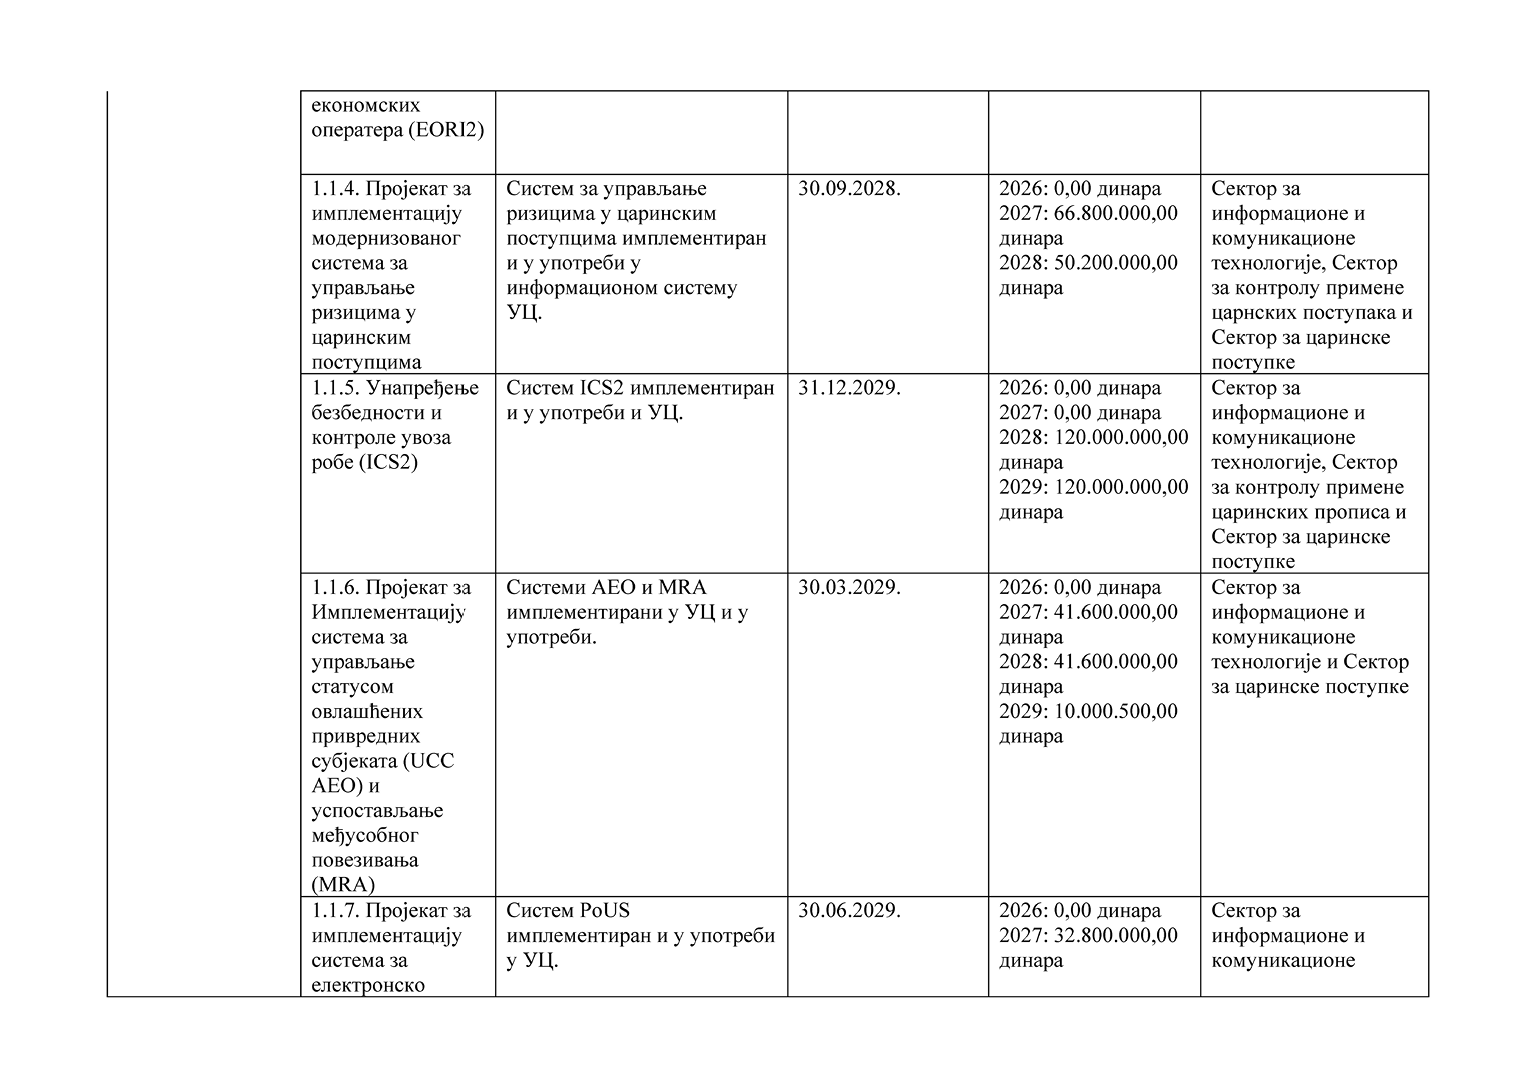 економских
оператера (EORI2)
1.1.4. Пројекат за
имплементацију
модернизованог
система за
управљање
ризицима у
царинским
поступцима
Систем за управљање
ризицима у царинским
поступцима имплементиран
и у употреби у
информационом систему
УЦ.
30.09.2028.
2026: 0,00 динара
2027: 66.800.000,00
динара
2028: 50.200.000,00
динара
Сектор за
информационе и
комуникационе
технологије, Сектор
за контролу примене
царнских поступака и
Сектор за царинске
поступке
1.1.5. Унапређење
безбедности и
контроле увоза
робе (ICS2)
Систем ICS2 имплементиран
и у употреби и УЦ.
31.12.2029.
2026: 0,00 динара
2027: 0,00 динара
2028: 120.000.000,00
динара
2029: 120.000.000,00
динара
Сектор за
информационе и
комуникационе
технологије, Сектор
за контролу примене
царинских прописа и
Сектор за царинске
поступке
1.1.6. Пројекат за
Имплементацију
система за
управљање
статусом
овлашћених
привредних
субјеката (UCC
AEO) и
успостављање
међусобног
повезивања
(MRA)
Системи AEO и MRA
имплементирани у УЦ и у
употреби.
30.03.2029.
2026: 0,00 динара
2027: 41.600.000,00
динара
2028: 41.600.000,00
динара
2029: 10.000.500,00
динара
Сектор за
информационе и
комуникационе
технологије и Сектор
за царинске поступке
1.1.7. Пројекат за
имплементацију
система за
електронско
Систем PoUS
имплементиран и у употреби
у УЦ.
30.06.2029.
2026: 0,00 динара
2027: 32.800.000,00
динара
Сектор за
информационе и
комуникационе